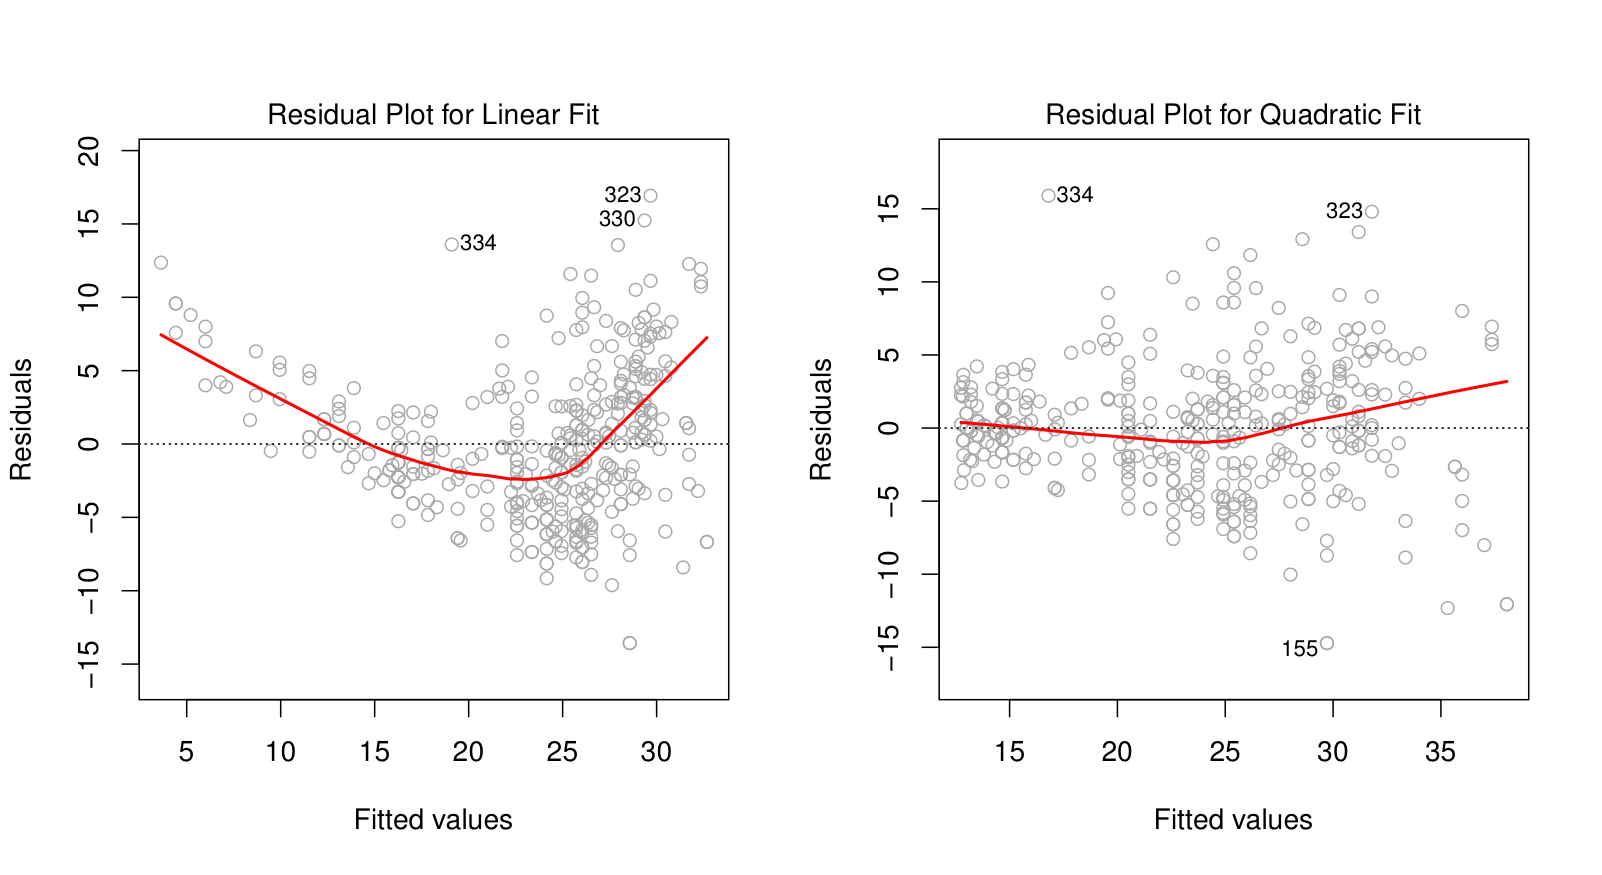 Residual Plot for Linear Fit
20
15
10
5
0
−5
−10
−15
Residuals
323
330
334
5 10 15 20 25 30
Fitted values
Residual Plot for Quadratic Fit
15
10
5
0
−5
−10
−15
Residuals
334
323
155
15 20 25 30 35
Fitted values